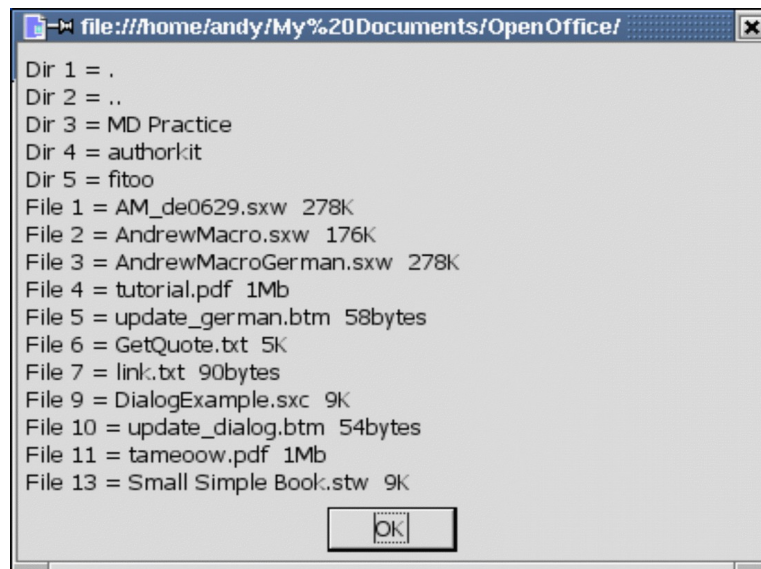 file:///home/andy/My%20Documents/OpenOffice/
Dir 1 = .
Dir 2 = ..
Dir 3 = MD Practice
Dir 4 = authorkit
Dir 5 = fitoo
File 1 = AM_de0629.sxw  278K
File 2 = AndrewMacro.sxw  176K
File 3 = AndrewMacroGerman.sxw  278K
File 4 = tutorial.pdf  1Mb
File 5 = update_german.btm  58bytes
File 6 = GetQuote.txt  5K
File 7 = link.txt  90bytes
File 9 = DialogExample.sxc  9K
File 10 = update_dialog.btm  54bytes
File 11 = tameoow.pdf  1Mb
File 13 = Small Simple Book.stw  9K
OK